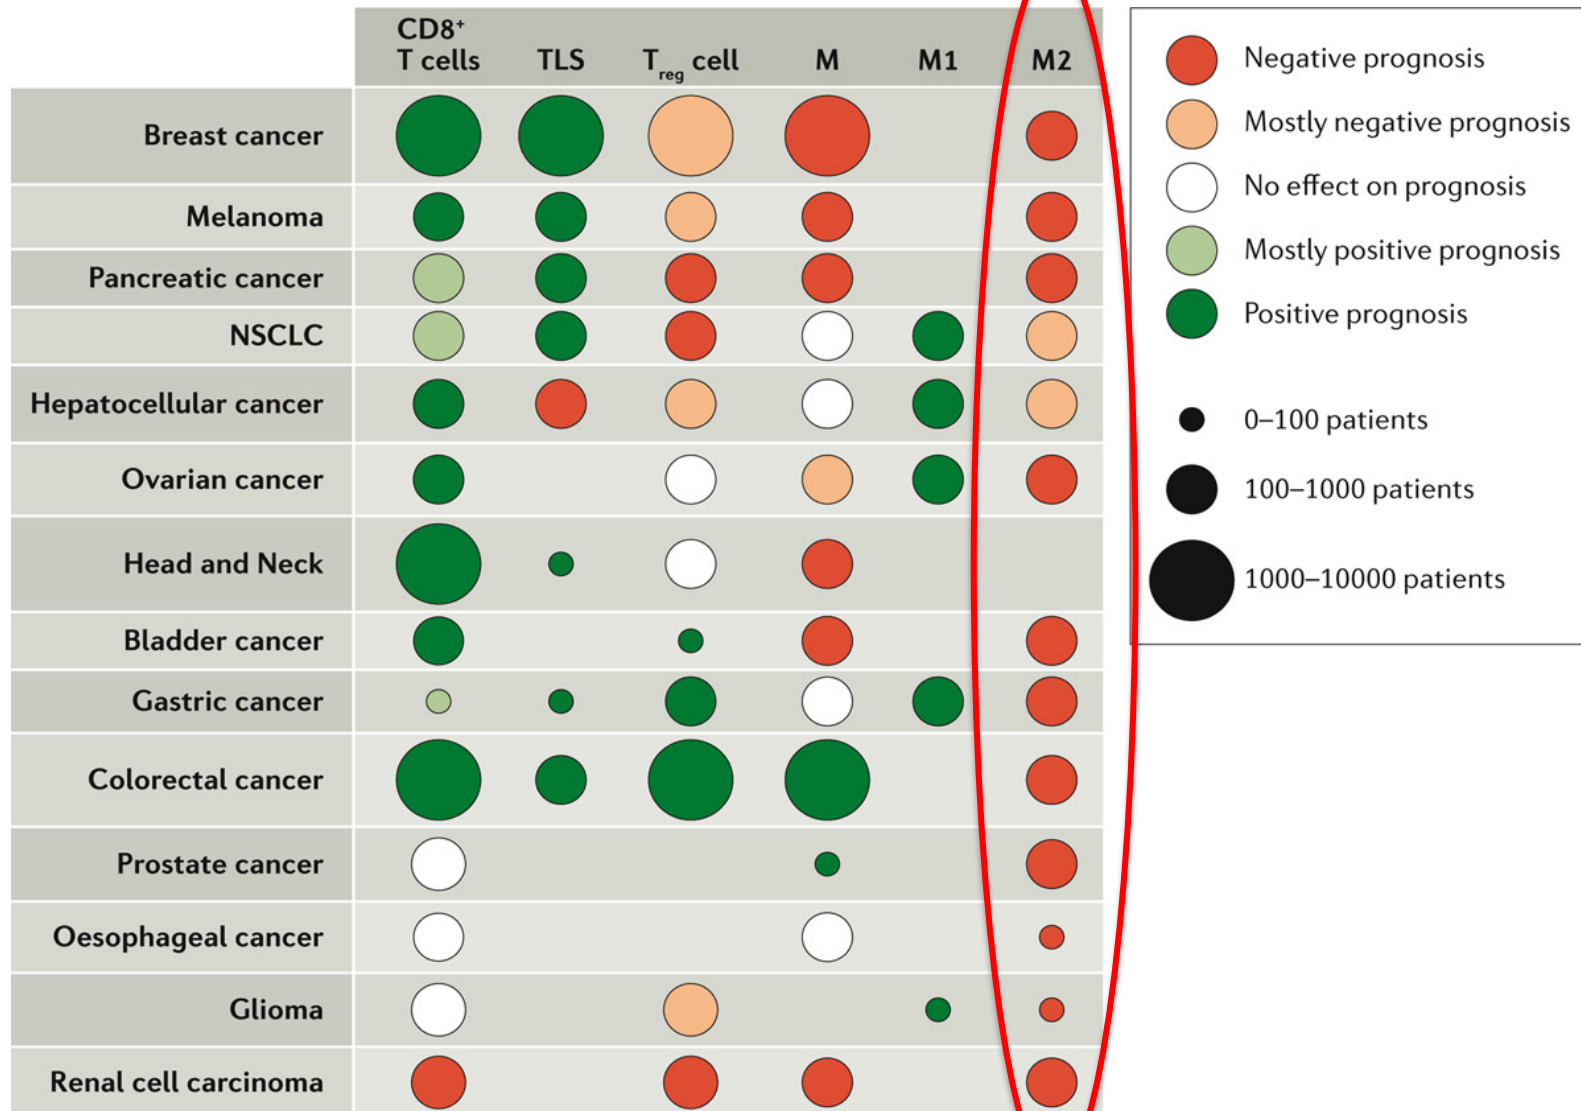 CD8+
T cells TLS Treg cell M M1 M2
Breast cancer
Melanoma
Pancreatic cancer
NSCLC
Hepatocellular cancer
Ovarian cancer
Head and Neck
Bladder cancer
Gastric cancer
Colorectal cancer
Prostate cancer
Oesophageal cancer
Glioma
Renal cell carcinoma
Negative prognosis
Mostly negative prognosis
No effect on prognosis
Mostly positive prognosis
Positive prognosis
0–100 patients
100–1000 patients
1000–10000 patients